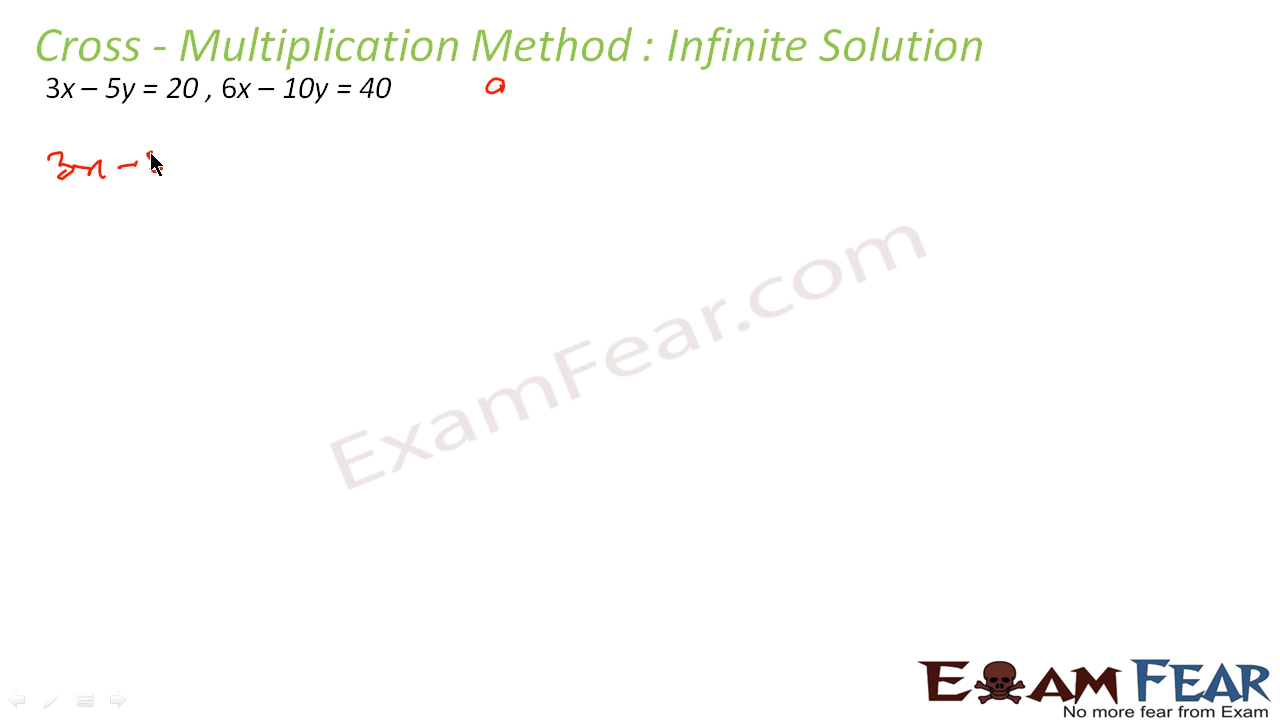 Cross - Multiplication Method : Infinite Solution
3x – 5y = 20 , 6x – 10y = 40 a
3x –
ExamFear.com
EXAM FEAR
No more fear from Exam